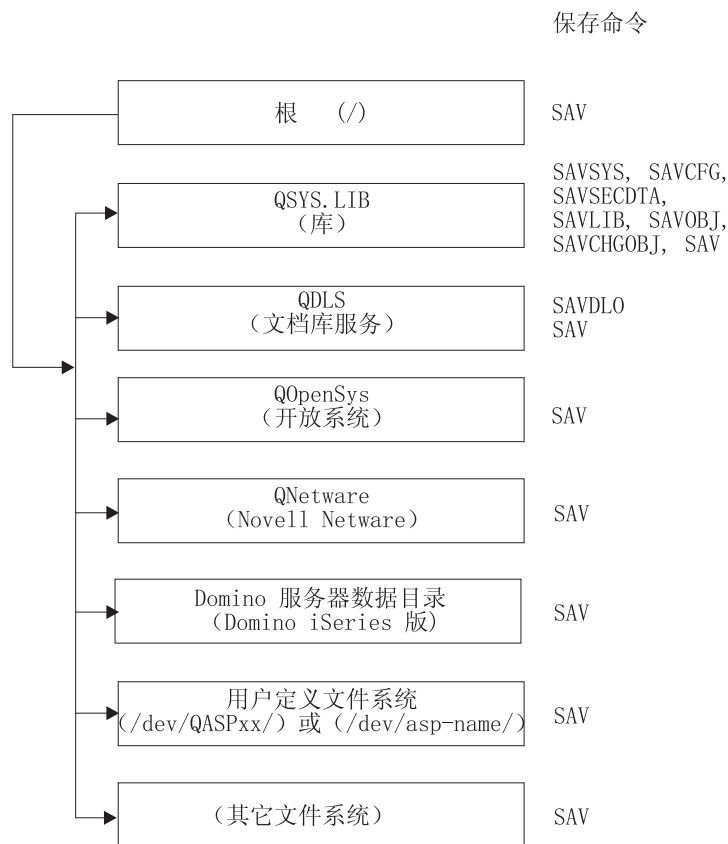 保存命令
根 (/)
SAV
QSYS.LIB
（库）
SAVSYS, SAVCFG,
SAVSECDTA,
SAVLIB, SAVOBJ,
SAVCHGOBJ, SAV
QDLS
（文档库服务）
SAVDLO
SAV
QOpenSys
（开放系统）
SAV
QNetware
（Novell Netware）
SAV
Domino 服务器数据目录
（Domino iSeries 版)
SAV
用户定义文件系统
(/dev/QASPxx/) 或 (/dev/asp-name/)
SAV
（其它文件系统）
SAV